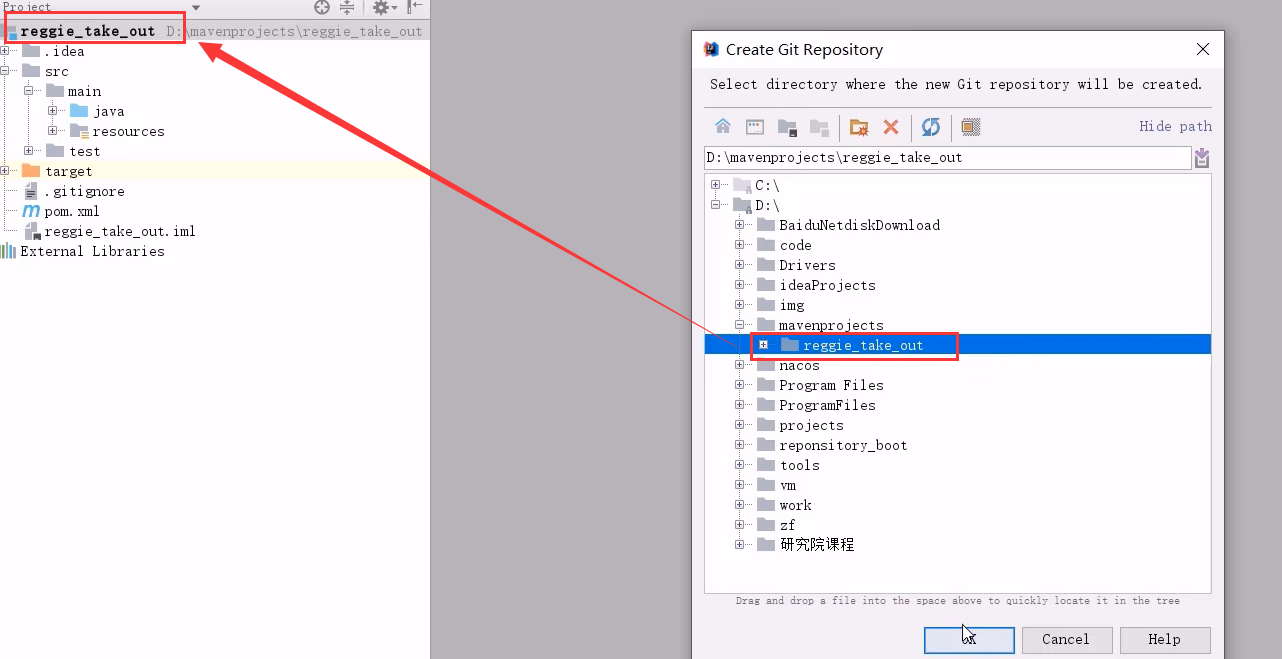 Project
reggie_take_out D:\mavenprojects\reggie_take_out
.idea
src
main
java
resources
test
target
.gitignore
pom.xml
reggie_take_out.iml
External Libraries
Create Git Repository
Select directory where the new Git repository will be created.
Hide path
D:\mavenprojects\reggie_take_out
C:\
D:\
BaiduNetdiskDownload
code
Drivers
ideaProjects
img
mavenprojects
reggie_take_out
nacos
Program Files
ProgramFiles
projects
reponsitory_boot
tools
vm
work
zf
研究院课程
Drag and drop a file into the space above to quickly locate it in the tree
OK Cancel Help